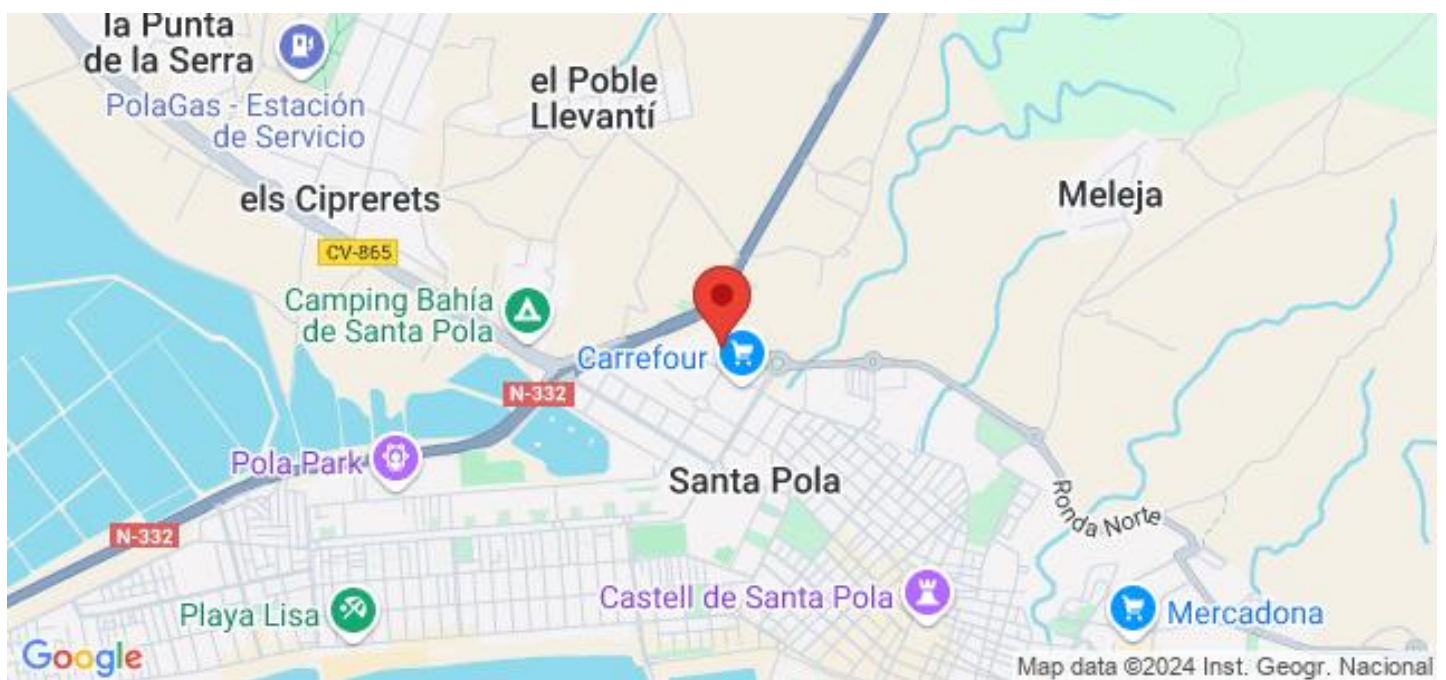 la Punta
de la Serra
PolaGas - Estación
de Servicio
el Poble
Llevantí
els Ciprerets
Meleja
CV-865
Camping Bahía
de Santa Pola
Carrefour
N-332
Pola Park
Santa Pola
Ronda Norte
N-332
Castell de Santa Pola
Playa Lisa
Mercadona
Google
Map data ©2024 Inst. Geogr. Nacional